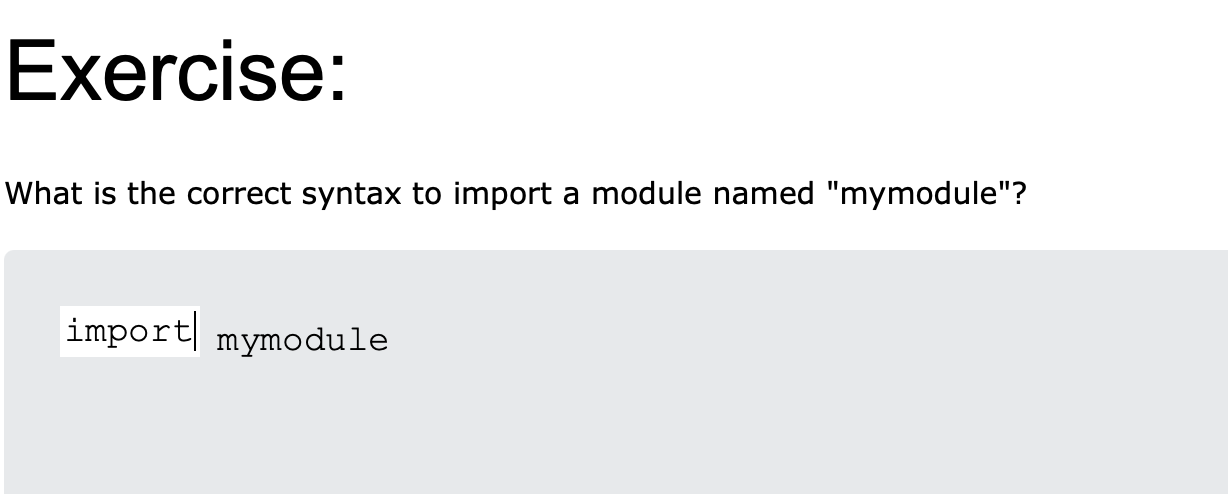 Exercise:
What is the correct syntax to import a module named "mymodule"?
import mymodule